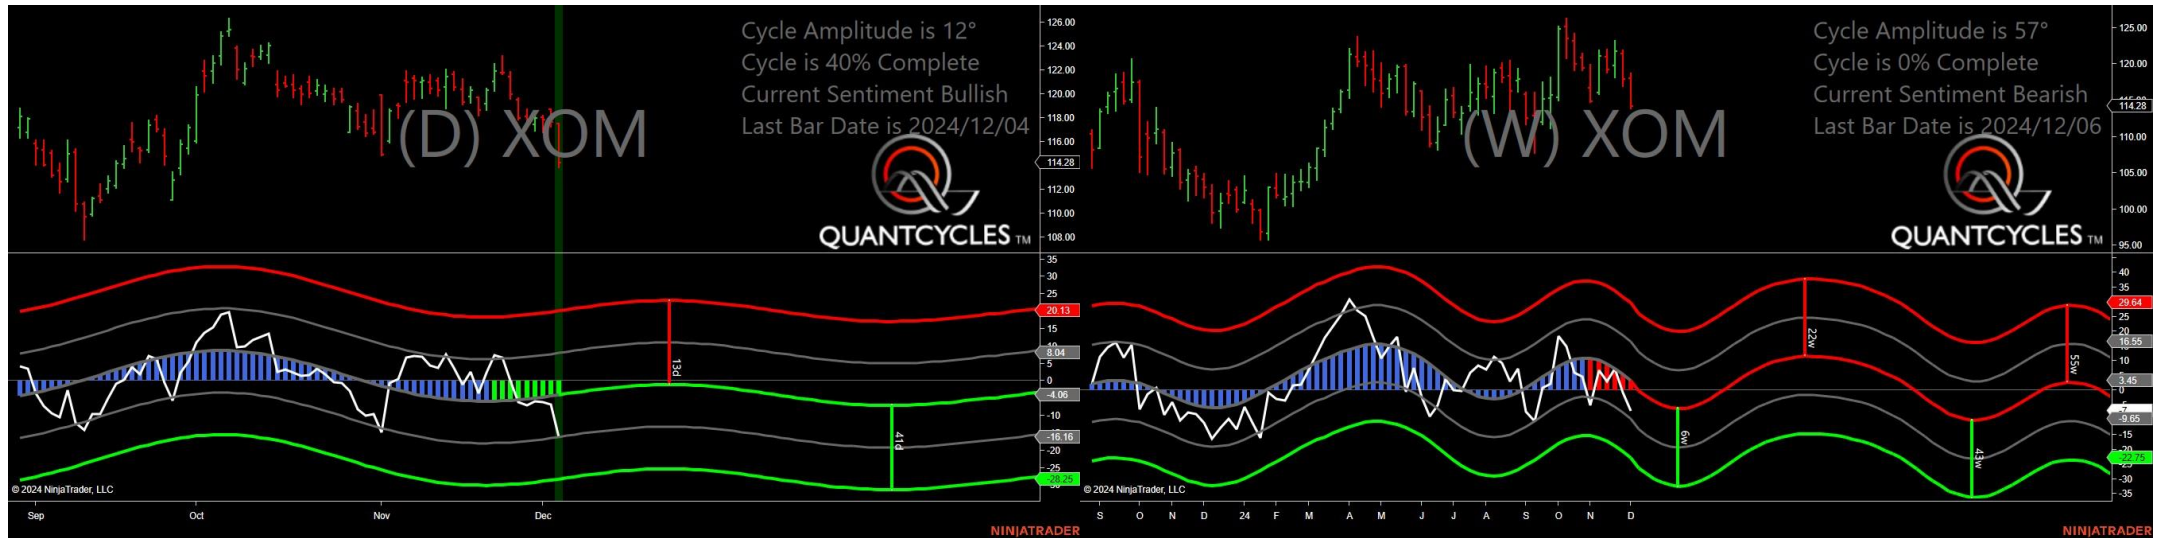 Cycle Amplitude is 12°
Cycle is 40% Complete
Current Sentiment Bullish
Last Bar Date is 2024/12/04
(D) XOM
QUANTCYCLES TM
126.00
124.00
122.00
120.00
118.00
116.00
114.28
112.00
110.00
108.00
35
30
25
20.13
15
8.04
5
0
-4.06
-10
-16.16
-20
-25
-28.25
13d
41d
© 2024 NinjaTrader, LLC
Sep Oct Nov Dec
NINJATRADER
Cycle Amplitude is 57°
Cycle is 0% Complete
Current Sentiment Bearish
Last Bar Date is 2024/12/06
(W) XOM
QUANTCYCLES TM
125.00
120.00
114.28
110.00
105.00
100.00
95.00
40
35
29.64
25
20
16.55
10
3.45
0
-9.65
-15
-22.75
-30
-35
6w
22w
43w
55w
© 2024 NinjaTrader, LLC
S O N D 24 F M A M J J A S O N D
NINJATRADER